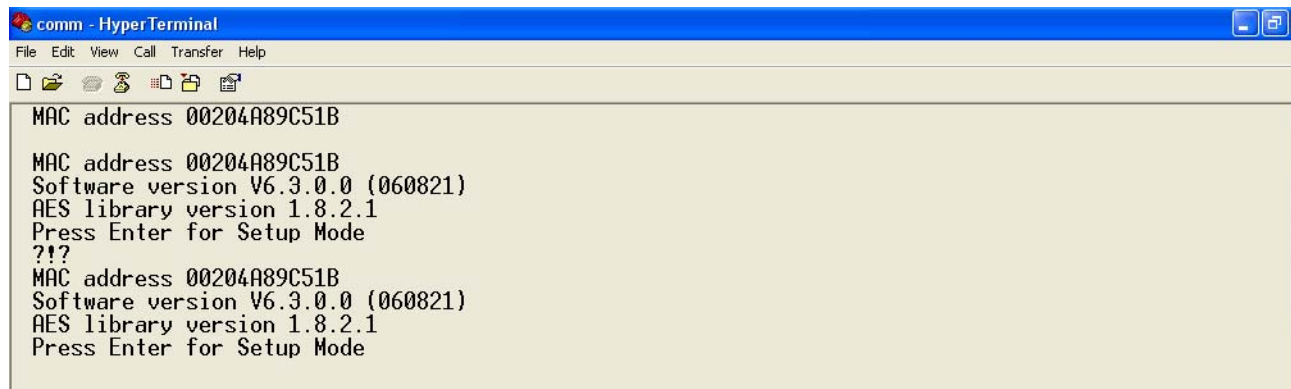 comm - HyperTerminal
File Edit View Call Transfer Help
MAC address 00204A89C51B
MAC address 00204A89C51B
Software version V6.3.0.0 (060821)
AES library version 1.8.2.1
Press Enter for Setup Mode
?!?
MAC address 00204A89C51B
Software version V6.3.0.0 (060821)
AES library version 1.8.2.1
Press Enter for Setup Mode